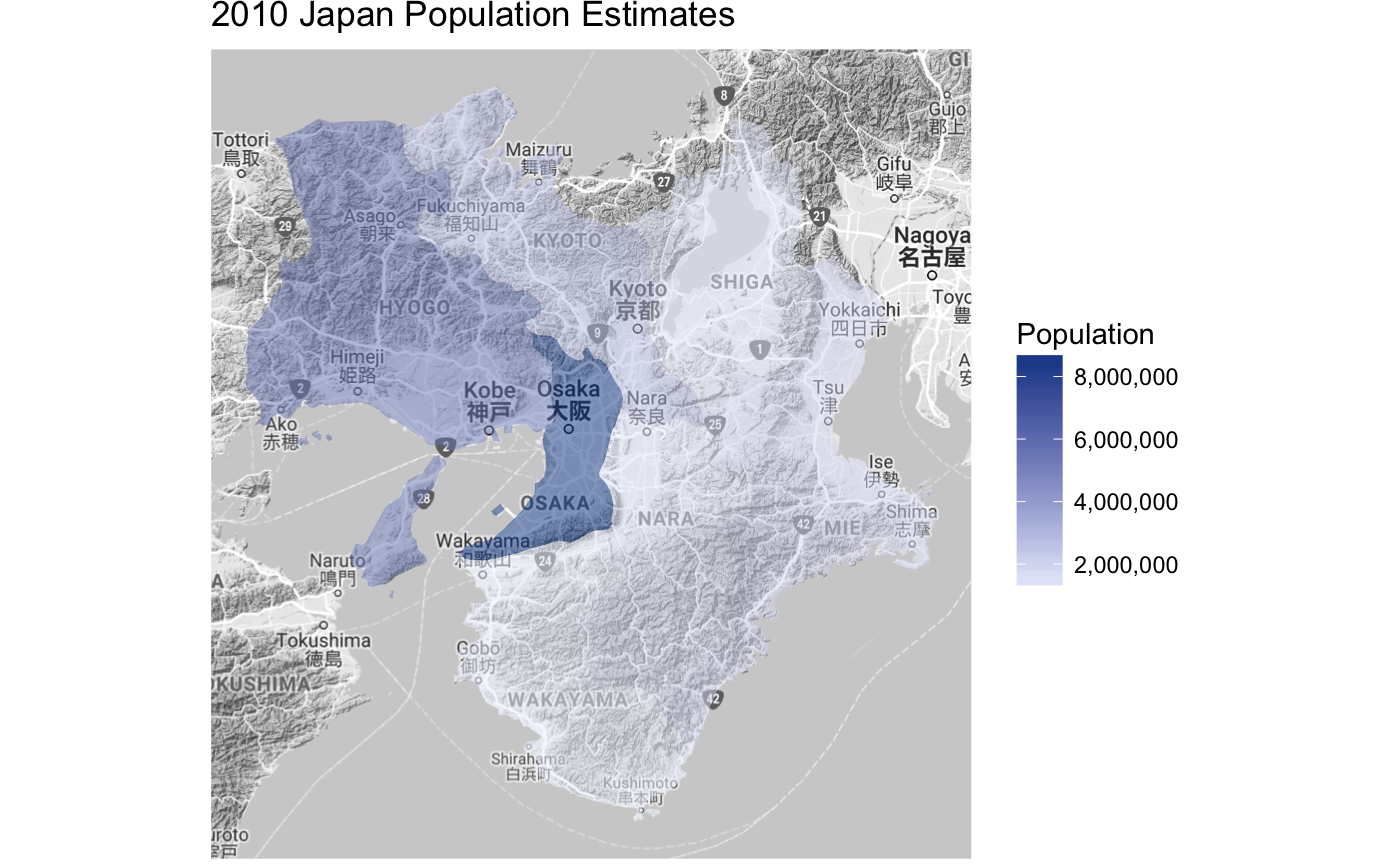 2010 Japan Population Estimates
8
GI
Gujo
郡上
Tottori
鳥取
Maizuru
舞鶴
27
Gifu
岐阜
29
Asago
朝来
Fukuchiyama
福知山
21
KYOTO
Nagoya
名古屋
SHIGA
Kyoto
京都
HYOGO
Toyo
豊
Yokkaichi
四日市
9
1
Himeji
姫路
2
A
安
Kobe
神戸
Osaka
大阪
Nara
奈良
Tsu
津
25
Ako
赤穂
2
Ise
伊勢
28
OSAKA
NARA
42
MIE
Shima
志摩
Wakayama
和歌山
24
Naruto
鳴門
A
Tokushima
徳島
OKUSHIMA
Gobō
御坊
WAKAYAMA
42
Shirahama
白浜町
Kushimoto
串本町
uroto
室戸
Population
8,000,000
6,000,000
4,000,000
2,000,000